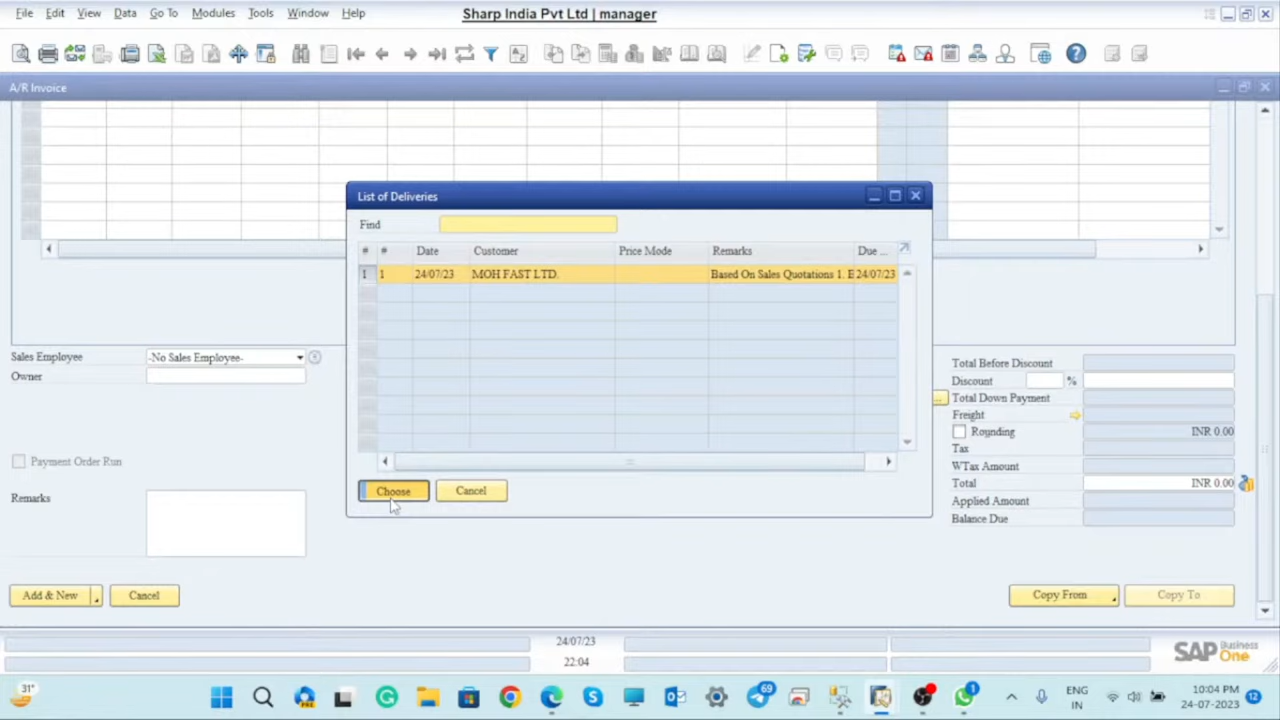 File Edit View Data Go To Modules Tools Window Help
Sharp India Pvt Ltd | manager
A/R Invoice
List of Deliveries
Find
# # Date Customer Price Mode Remarks Due ...
1 1 24/07/23 MOH FAST LTD. Based On Sales Quotations 1. E 24/07/23
Choose Cancel
Sales Employee -No Sales Employee-
Owner
Payment Order Run
Remarks
Total Before Discount
Discount %
Total Down Payment
...
Freight
Rounding INR 0.00
Tax
WTax Amount
Total INR 0.00
Applied Amount
Balance Due
Add & New Cancel Copy From Copy To
24/07/23
22:04
SAP Business One
31°
69
1
ENG
IN
10:04 PM
24-07-2023
12